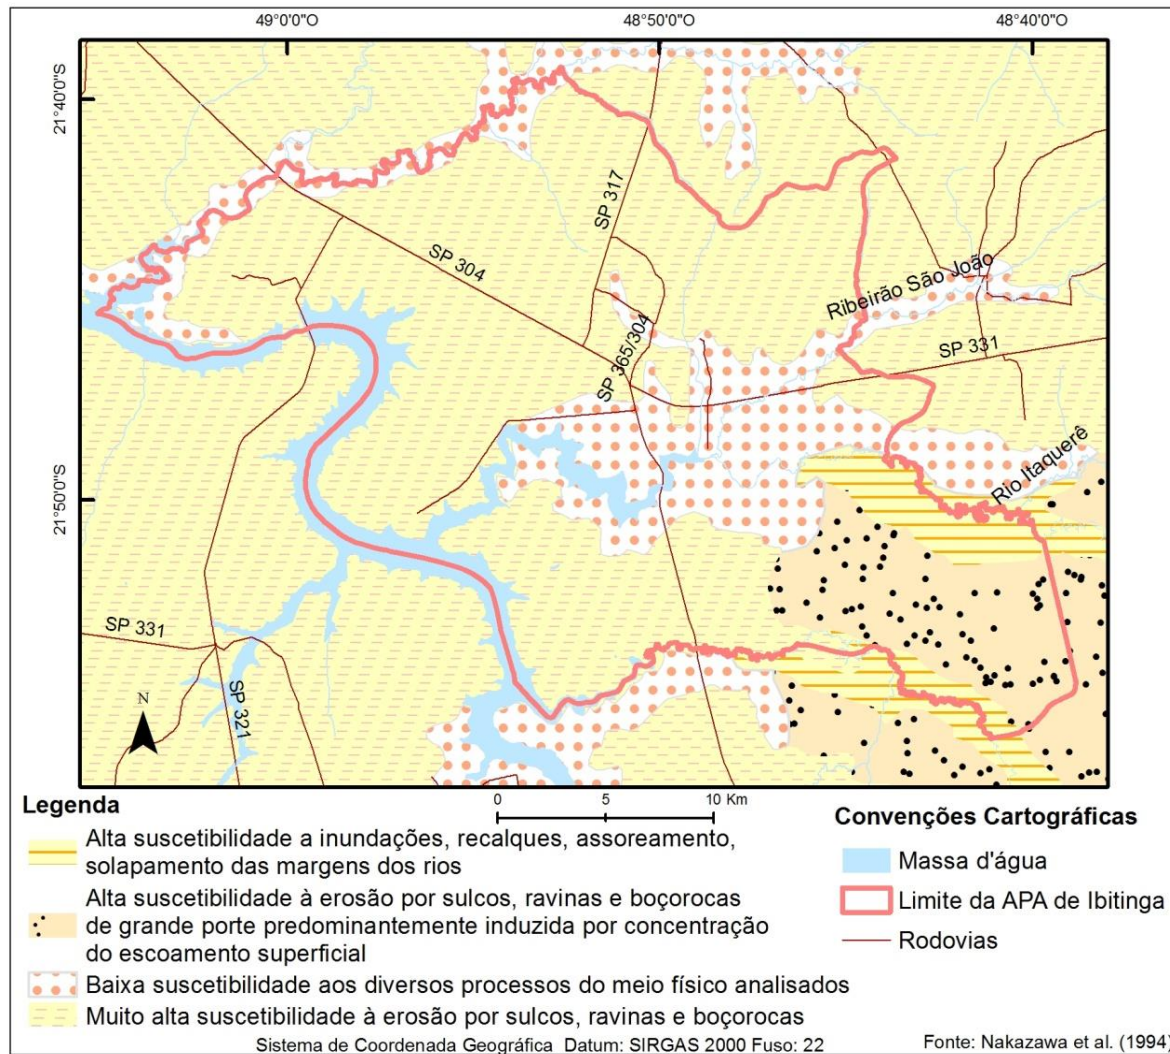 49°0'0"O
48°50'0"O
48°40'0"O
21°40'0"S
SP 317
SP 304
Ribeirão São João
SP 365/304
SP 331
Rio Itaquerê
21°50'0"S
SP 331
SP 321
N
Legenda
0 5 10 Km
Alta suscetibilidade a inundações, recalques, assoreamento,
solapamento das margens dos rios
Alta suscetibilidade à erosão por sulcos, ravinas e boçorocas
de grande porte predominantemente induzida por concentração
do escoamento superficial
Baixa suscetibilidade aos diversos processos do meio físico analisados
Muito alta suscetibilidade à erosão por sulcos, ravinas e boçorocas
Convenções Cartográficas
Massa d'água
Limite da APA de Ibitinga
Rodovias
Sistema de Coordenada Geográfica Datum: SIRGAS 2000 Fuso: 22
Fonte: Nakazawa et al. (1994)